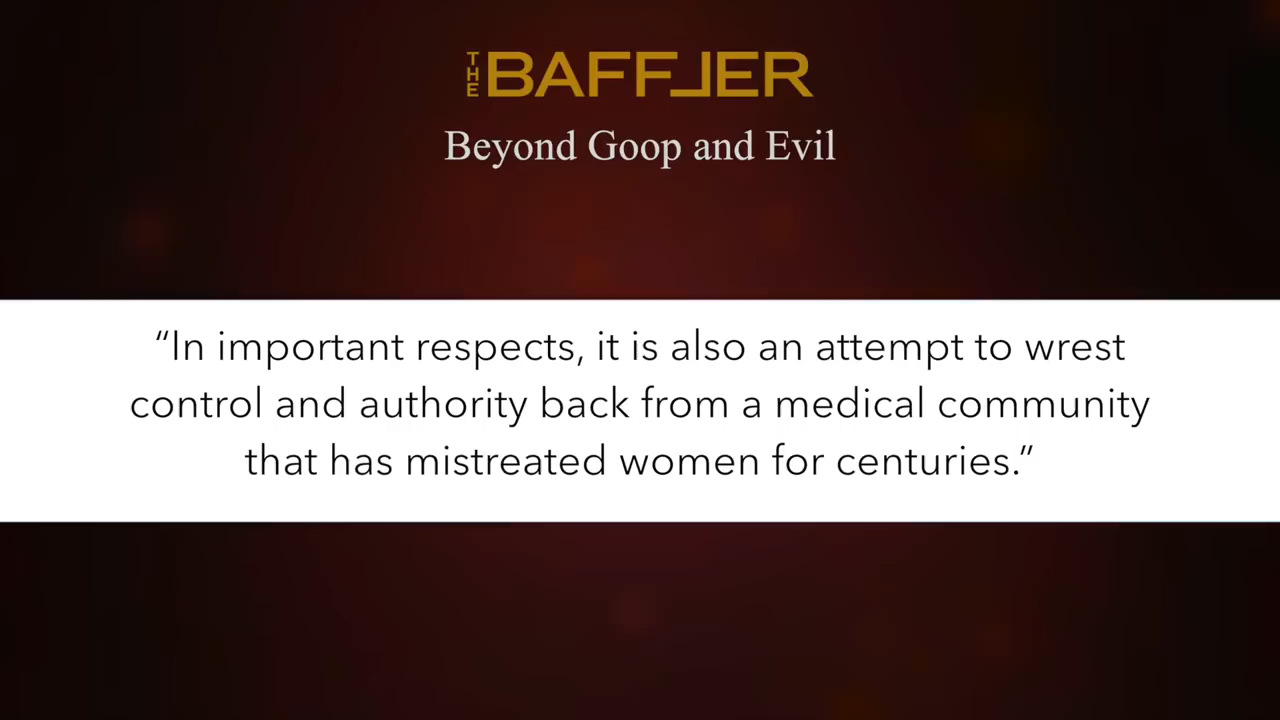 THE BAFFLER
Beyond Goop and Evil
“In important respects, it is also an attempt to wrest
control and authority back from a medical community
that has mistreated women for centuries.”